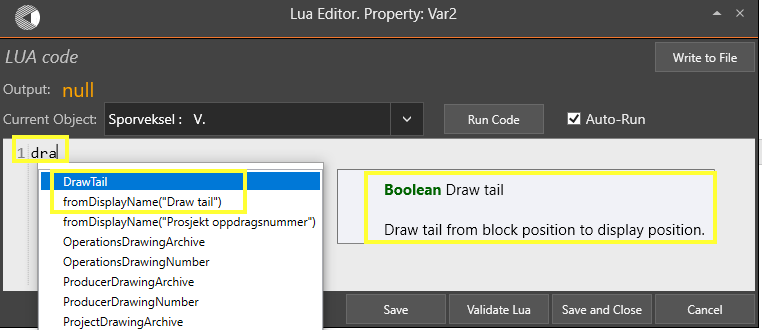 Lua Editor. Property: Var2
LUA code
Write to File
Output: null
Current Object: Sporveksel : V.
Run Code
Auto-Run
1 dra
DrawTail
fromDisplayName("Draw tail")
fromDisplayName("Prosjekt oppdragsnummer")
OperationsDrawingArchive
OperationsDrawingNumber
ProducerDrawingArchive
ProducerDrawingNumber
ProjectDrawingArchive
Boolean Draw tail
Draw tail from block position to display position.
Save
Validate Lua
Save and Close
Cancel